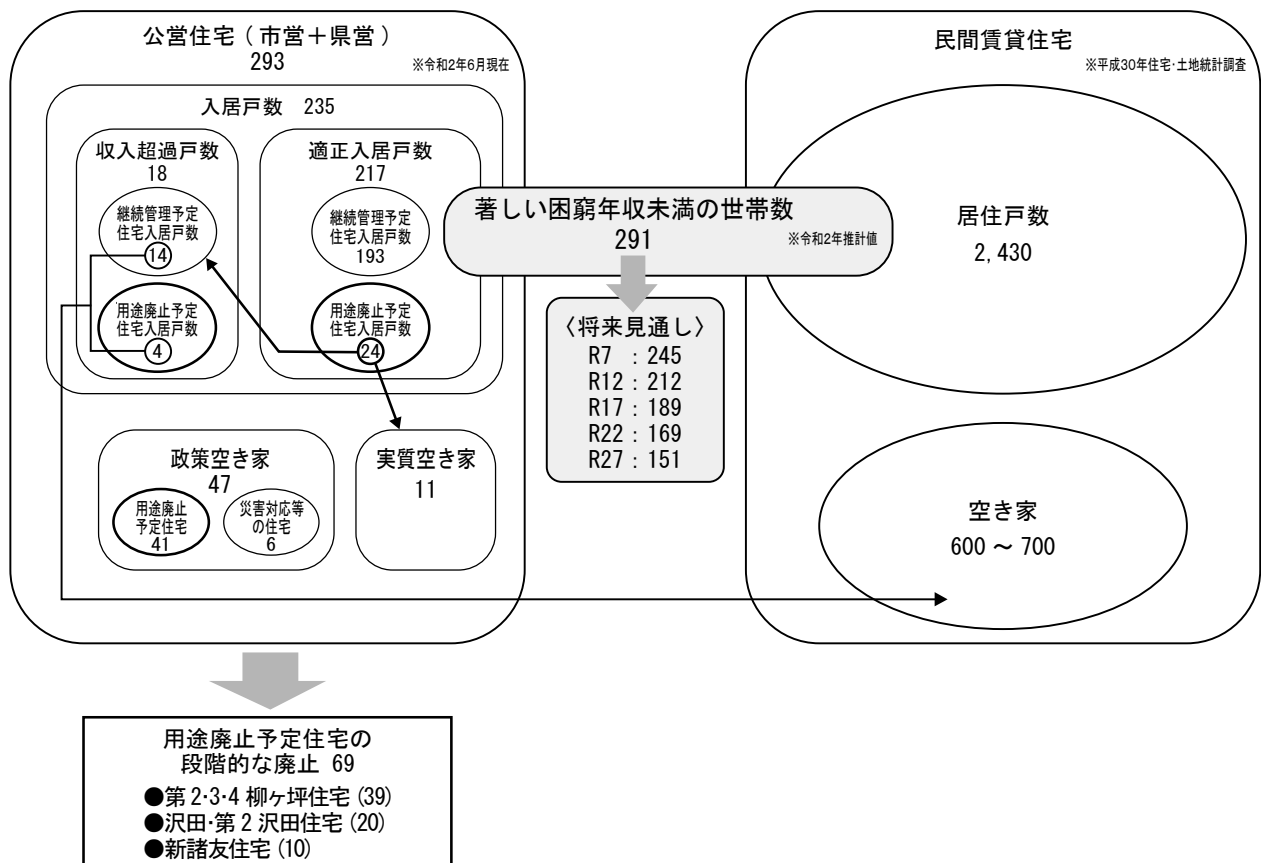 公営住宅（市営＋県営）
293
※令和2年6月現在
入居戸数 235
収入超過戸数
18
継続管理予定
住宅入居戸数
14
用途廃止予定
住宅入居戸数
4
適正入居戸数
217
継続管理予定
住宅入居戸数
193
用途廃止予定
住宅入居戸数
24
政策空き家
47
用途廃止
予定住宅
41
災害対応等
の住宅
6
実質空き家
11
著しい困窮年収未満の世帯数
291
※令和2年推計値
〈将来見通し〉
R7 : 245
R12 : 212
R17 : 189
R22 : 169
R27 : 151
民間賃貸住宅
※平成30年住宅・土地統計調査
居住戸数
2,430
空き家
600 ～ 700
用途廃止予定住宅の
段階的な廃止 69
●第2・3・4 柳ヶ坪住宅 (39)
●沢田・第2 沢田住宅 (20)
●新諸友住宅 (10)